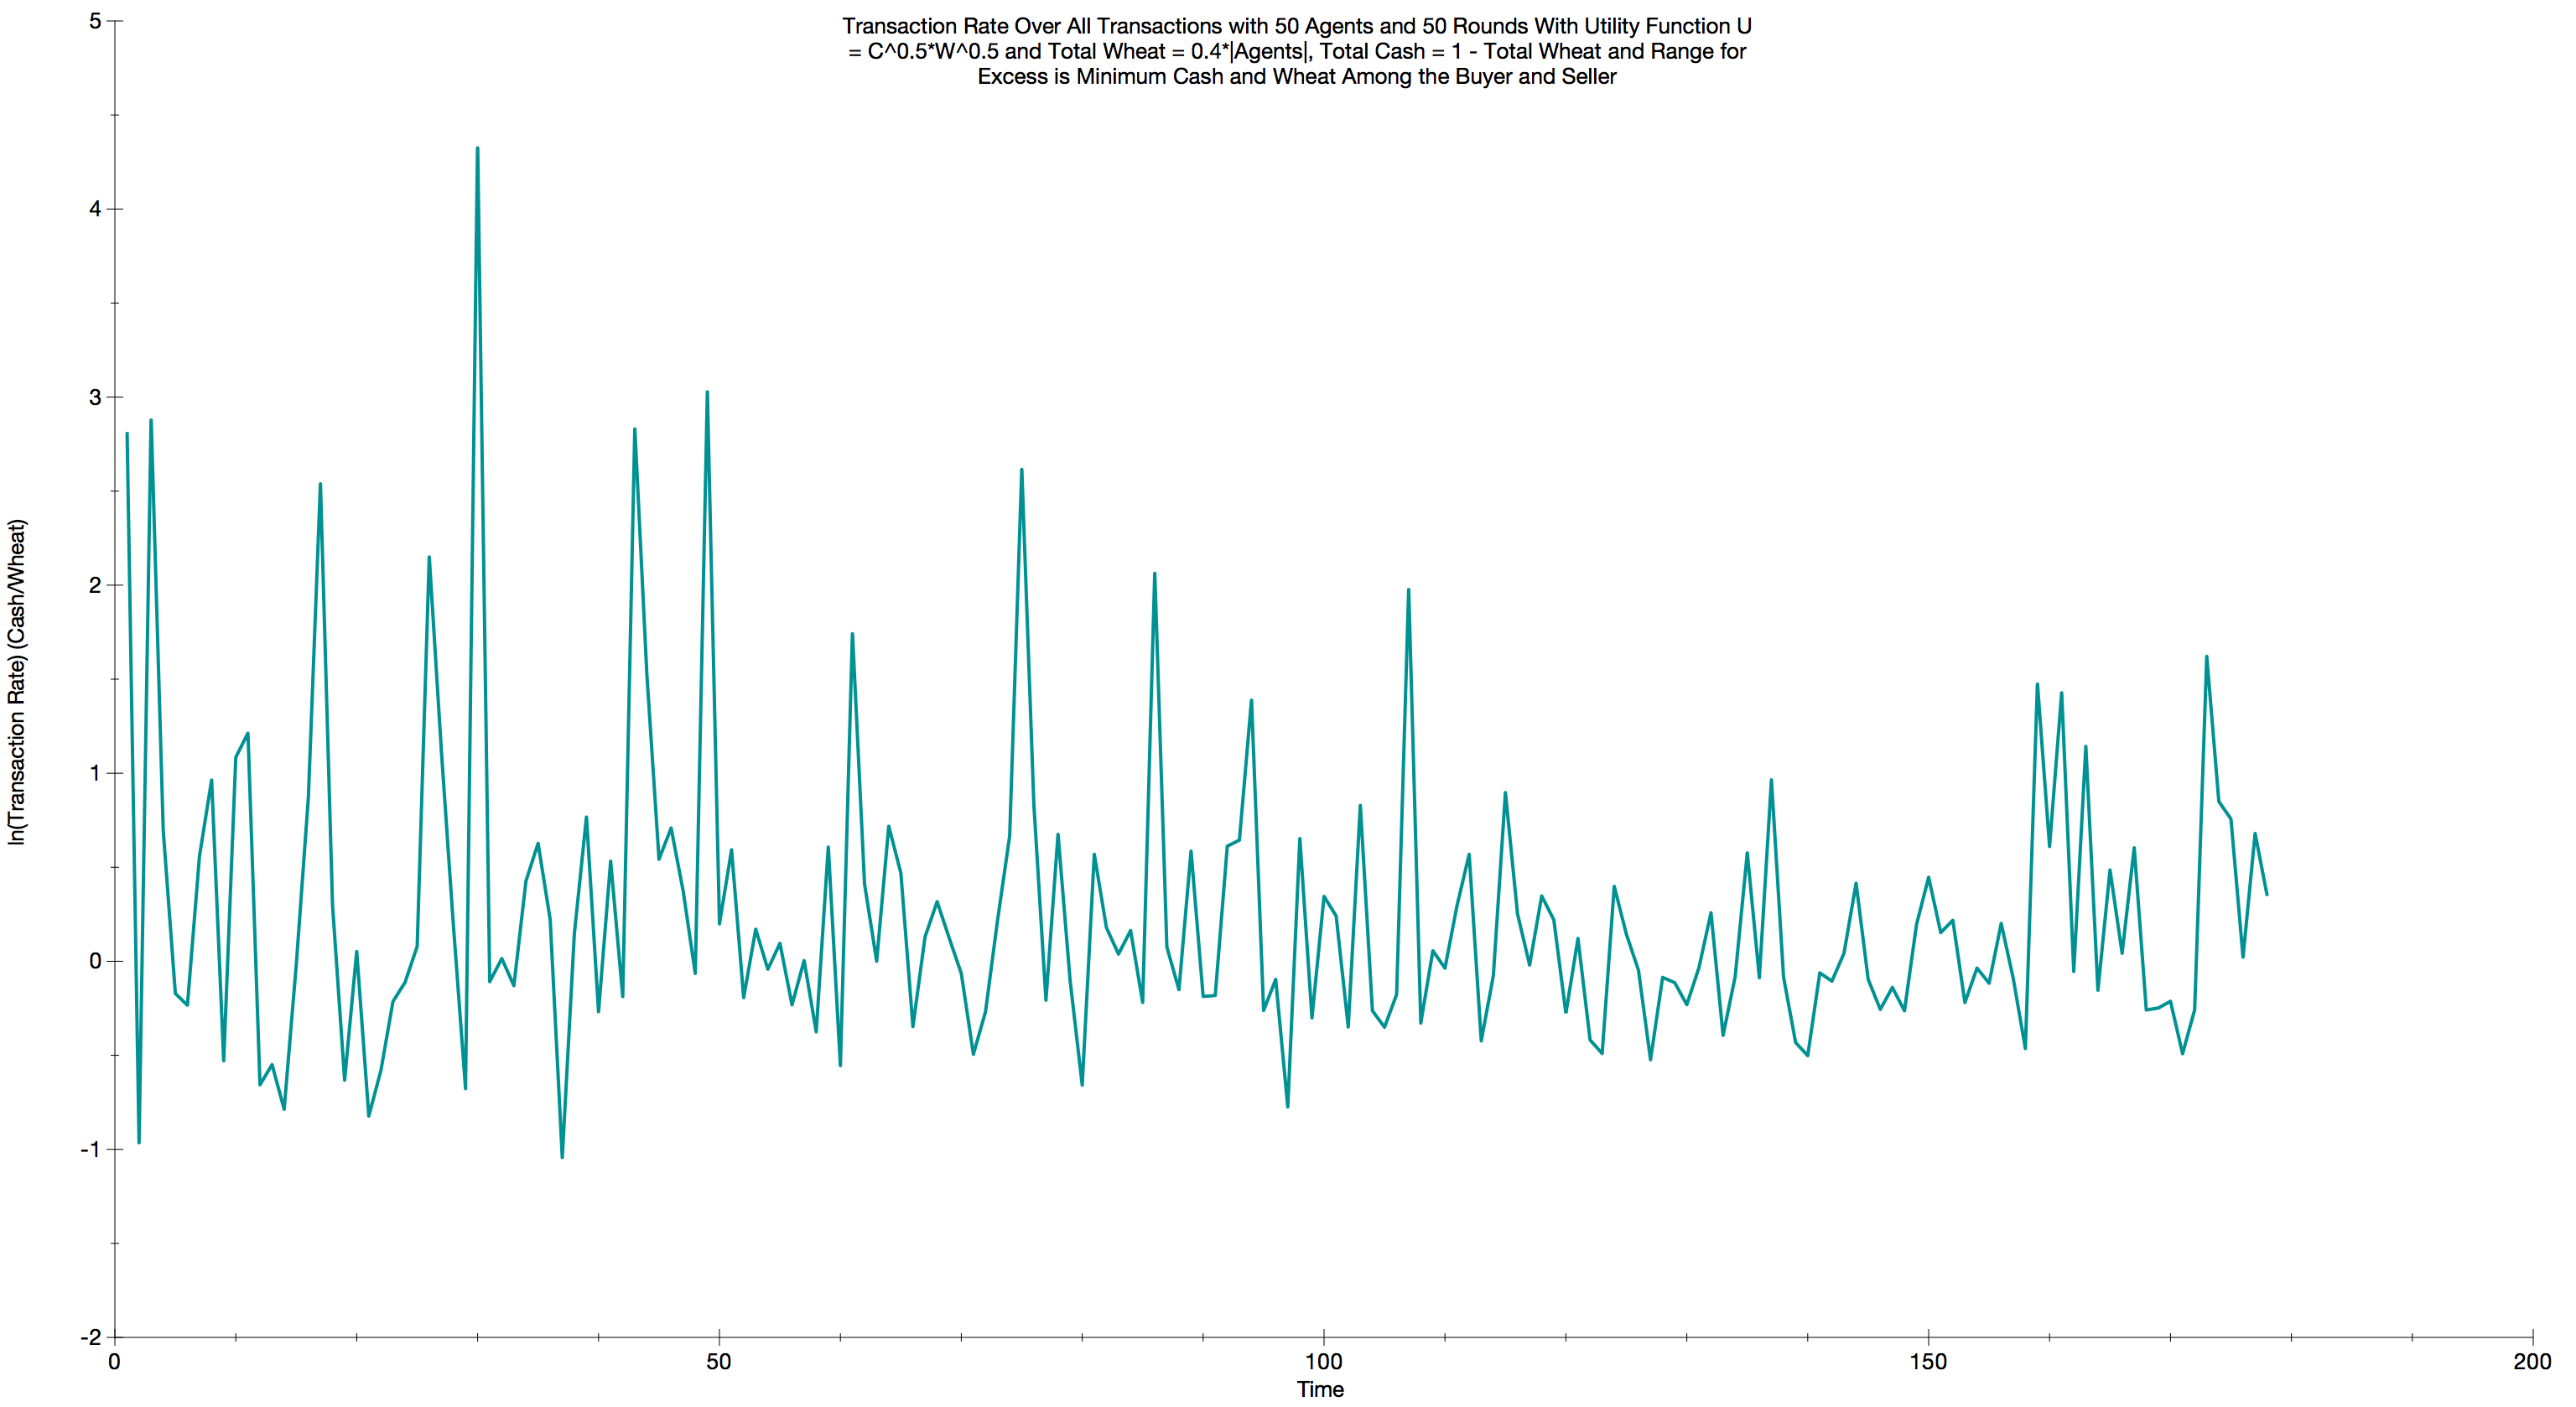 Transaction Rate Over All Transactions with 50 Agents and 50 Rounds With Utility Function U
= C^0.5*W^0.5 and Total Wheat = 0.4*|Agents|, Total Cash = 1 - Total Wheat and Range for
Excess is Minimum Cash and Wheat Among the Buyer and Seller
5
4
3
2
1
0
-1
-2
ln(Transaction Rate) (Cash/Wheat)
0
50
100
150
200
Time